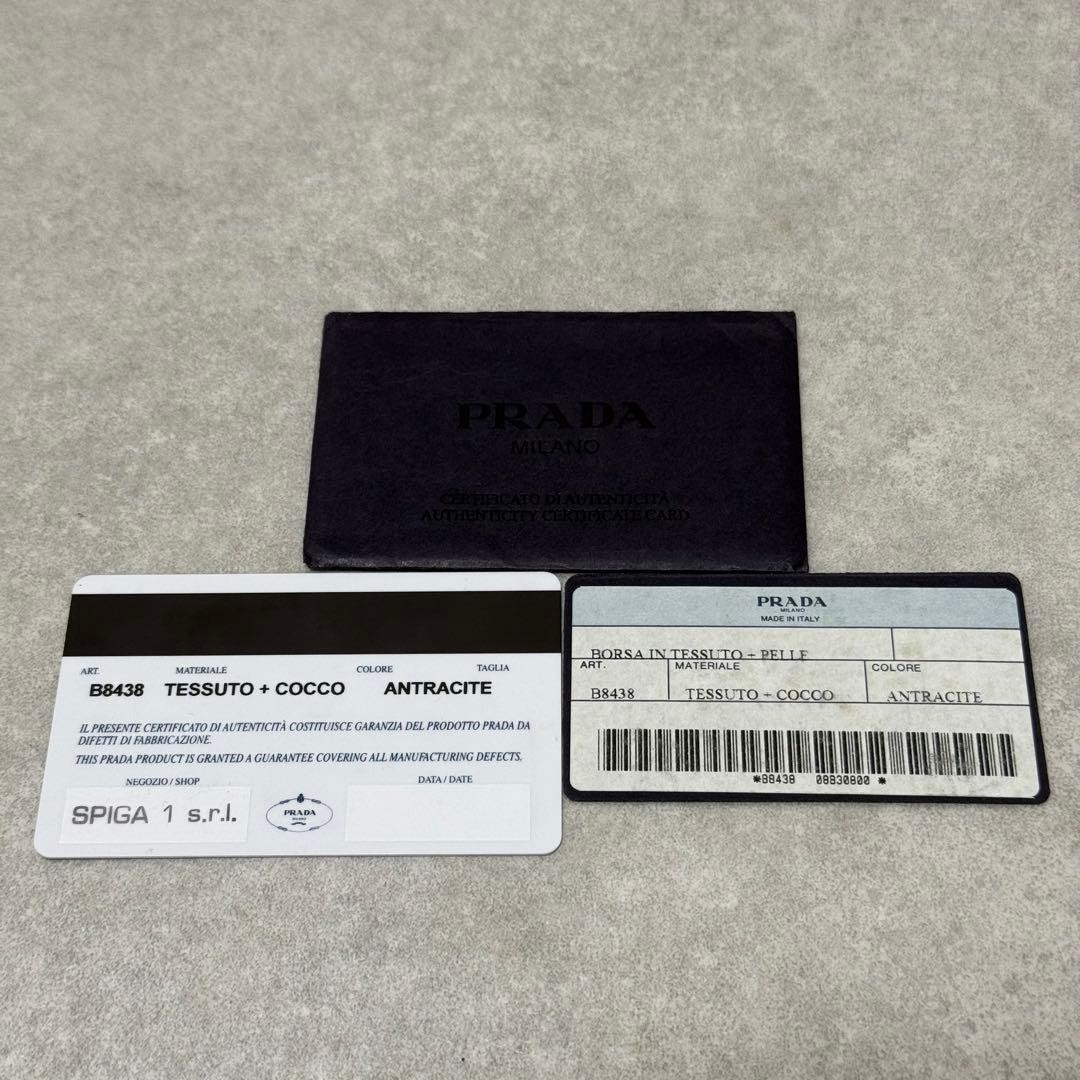 PRADA
MILANO
CERTIFICATO DI AUTENTICITÀ
AUTHENTICITY CERTIFICATE CARD
ART. MATERIALE COLORE TAGLIA
B8438 TESSUTO + COCCO ANTRACITE
IL PRESENTE CERTIFICATO DI AUTENTICITÀ COSTITUISCE GARANZIA DEL PRODOTTO PRADA DA
DIFETTI DI FABBRICAZIONE.
THIS PRADA PRODUCT IS GRANTED A GUARANTEE COVERING ALL MANUFACTURING DEFECTS.
NEGOZIO / SHOP DATA / DATE
SPIGA 1 s.r.l.
PRADA
MILANO
PRADA
MILANO
MADE IN ITALY
BORSA IN TESSUTO + PELLE
ART. MATERIALE COLORE
B8438 TESSUTO + COCCO ANTRACITE
*B8438 08830800 *